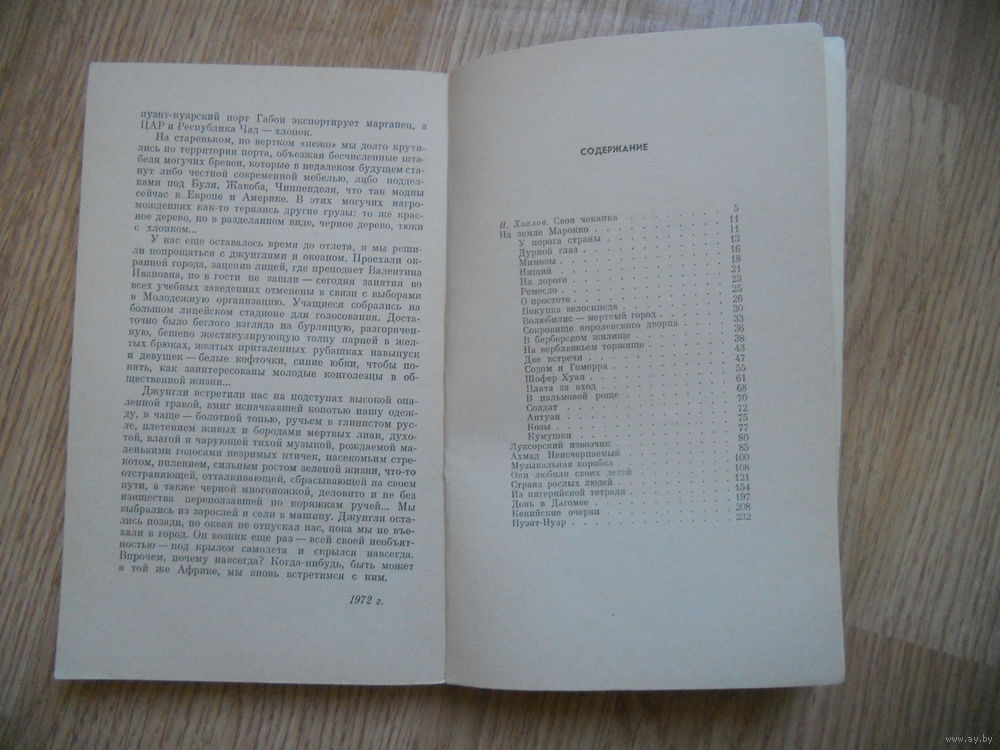 пуэнт-нуарский порт Габон экспортирует марганец, а
ЦАР и Республика Чад — хлопок.
На стареньком, но вертком «пежо» мы долго крути-
лись по территории порта, объезжая бесчисленные шта-
беля могучих бревен, которые в недалеком будущем ста-
нут либо честной современной мебелью, лцбо поддел-
ками под Буля, Жакоба, Чиппенделя, что так модны
сейчас в Европе и Америке. В этих могучих нагро-
мождениях как-то терялись другие грузы: то же крас-
ное дерево, но в разделанном виде, черное дерево, тюки
с хлопком...
У нас еще оставалось время до отлета, и мы реши-
ли попрощаться с джунглями и океаном. Проехали ок-
раиной города, зацепив лицей, где преподает Валентина
Ивановна, но в гости не зашли — сегодня занятия во
всех учебных заведениях отменены в связи с выборами
в Молодежную организацию. Учащиеся собрались на
большом лицейском стадионе для голосования. Доста-
точно было беглого взгляда на бурлящую, разгорячен-
ную, бешено жестикулирующую толпу парней в жел-
тых брюках, желтых приталенных рубашках навыпуск
и девушек — белые кофточки, синие юбки, чтобы по-
нять, как заинтересованы молодые конголезцы в об-
щественной жизни...
Джунгли встретили нас на подступах высокой опа-
ленной травой, вмиг испачкавшей копотью нашу одеж-
ду, в чаще — болотной топью, ручьем в глинистом рус-
ле, плетением живых и бородами мертвых лиан, духо-
той, влагой и чарующей тихой музыкой, рождаемой ма-
ленькими голосами незримых птичек, насекомьим стре-
котом, пилением, сильным ростом зеленой жизни, что-то
отстраняющей, отталкивающей, сбрасывающей на своем
пути, а также черной многоножкой, деловито и не без
изящества переползавшей по коряжкам ручей... Мы
выбрались из зарослей и сели в машину. Джунгли оста-
лись позади, но океан не отпускал нас, пока мы не въе-
хали в город. Он возник еще раз — всей своей необъят-
ностью — под крылом самолета и скрылся навсегда.
Впрочем, почему навсегда? Когда-нибудь, быть может
в той же Африке, мы вновь встретимся с ним.
1972 г.
СОДЕРЖАНИЕ
Н. Хохлов. Своя чеканка . . . . . 5
На земле Марокко . . . . . 11
У порога страны . . . . . 11
Дурной глаз . . . . . 13
Мимозы . . . . . 16
Нищий . . . . . 18
На дороге . . . . . 21
Ремесло . . . . . 23
О простоте . . . . . 25
Покупка велосипеда . . . . . 26
Волюбилис — мертвый город . . . . . 30
Сокровище королевского дворца . . . . . 33
В берберском жилище . . . . . 36
На верблюжьем торжище . . . . . 38
Две встречи . . . . . 43
Содом и Гоморра . . . . . 47
Шофер Хуан . . . . . 55
Плата за вход . . . . . 61
В пальмовой роще . . . . . 68
Солдат . . . . . 70
Антуан . . . . . 72
Козы . . . . . 75
Кумушки . . . . . 77
Луксорский извозчик . . . . . 80
Ахмад Неисчерпаемый . . . . . 85
Музыкальная коробка . . . . . 100
Они любили своих детей . . . . . 108
Страна рослых людей . . . . . 121
Из нигерийской тетради . . . . . 154
День в Дагомее . . . . . 197
Кенийские очерки . . . . . 208
Пуэнт-Нуар . . . . . 232
www.ay.by